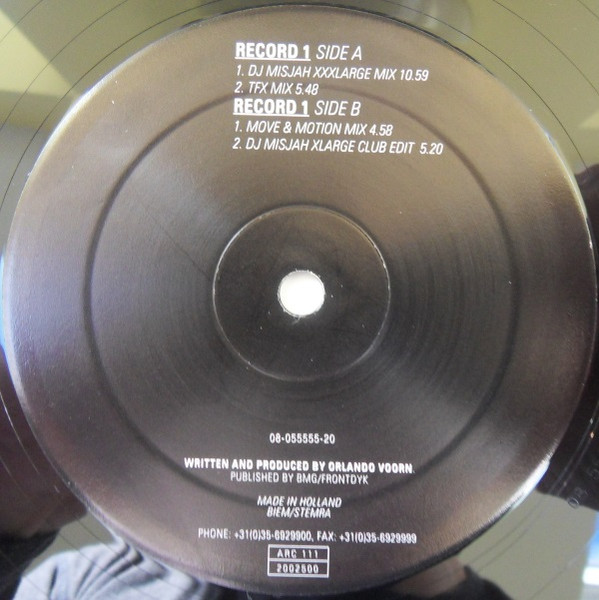 RECORD 1 SIDE A
1. DJ MISJAH XXXLARGE MIX 10.59
2. TFX MIX 5.48
RECORD 1 SIDE B
1. MOVE & MOTION MIX 4.58
2. DJ MISJAH XLARGE CLUB EDIT 5.20
08-055555-20
WRITTEN AND PRODUCED BY ORLANDO VOORN.
PUBLISHED BY BMG/FRONTDYK
MADE IN HOLLAND
BIEM/STEMRA
PHONE: +31(0)35-6929900, FAX: +31(0)35-6929999
ARC 111
2002500